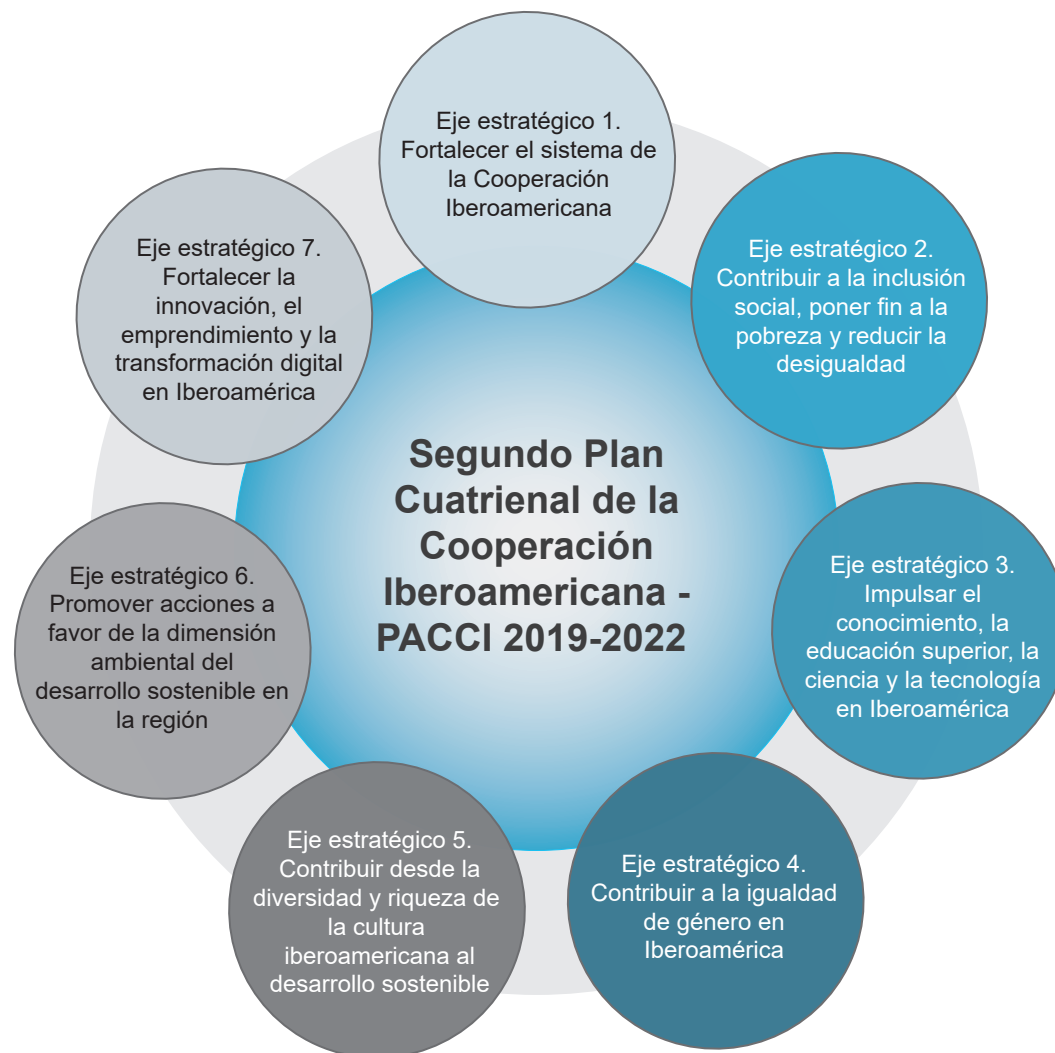 Eje estratégico 1.
Fortalecer el sistema de
la Cooperación
Iberoamericana
Eje estratégico 2.
Contribuir a la inclusión
social, poner fin a la
pobreza y reducir la
desigualdad
Eje estratégico 3.
Impulsar el
conocimiento, la
educación superior, la
ciencia y la tecnología
en Iberoamérica
Eje estratégico 4.
Contribuir a la igualdad
de género en
Iberoamérica
Eje estratégico 5.
Contribuir desde la
diversidad y riqueza de
la cultura
iberoamericana al
desarrollo sostenible
Eje estratégico 6.
Promover acciones a
favor de la dimensión
ambiental del
desarrollo sostenible en
la región
Eje estratégico 7.
Fortalecer la
innovación, el
emprendimiento y la
transformación digital
en Iberoamérica
Segundo Plan
Cuatrienal de la
Cooperación
Iberoamericana -
PACCI 2019-2022